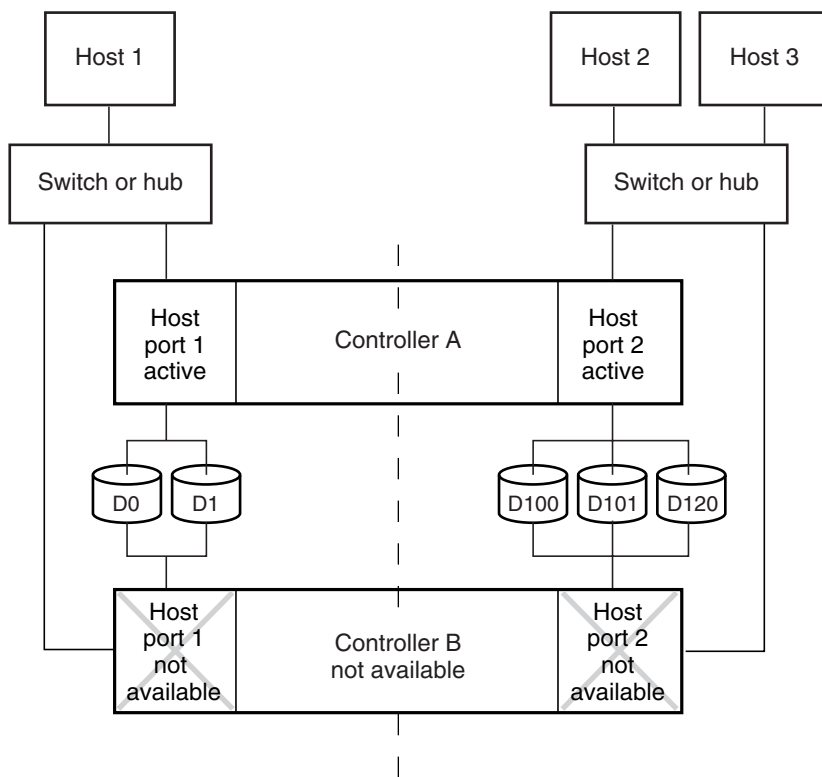 Host 1
Host 2
Host 3
Switch or hub
Switch or hub
Host
port 1
active
Controller A
Host
port 2
active
D0
D1
D100
D101
D120
Host
port 1
not
available
Controller B
not available
Host
port 2
not
available